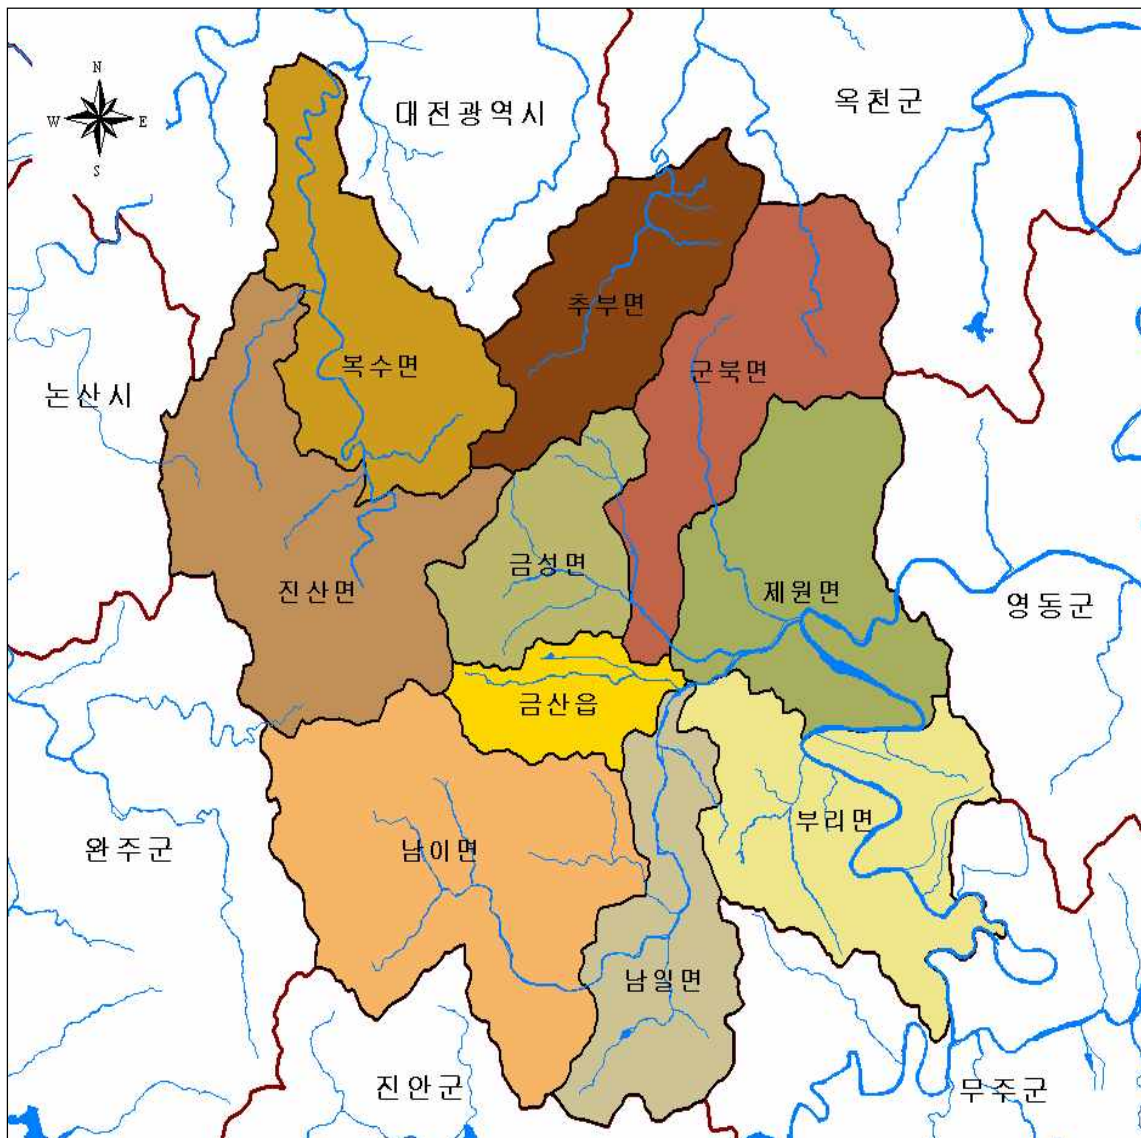 N
W
E
S
대전광역시
옥천군
추부면
복수면
군북면
논산시
금성면
진산면
제원면
영동군
금산읍
부리면
완주군
남이면
남일면
진안군
무주군